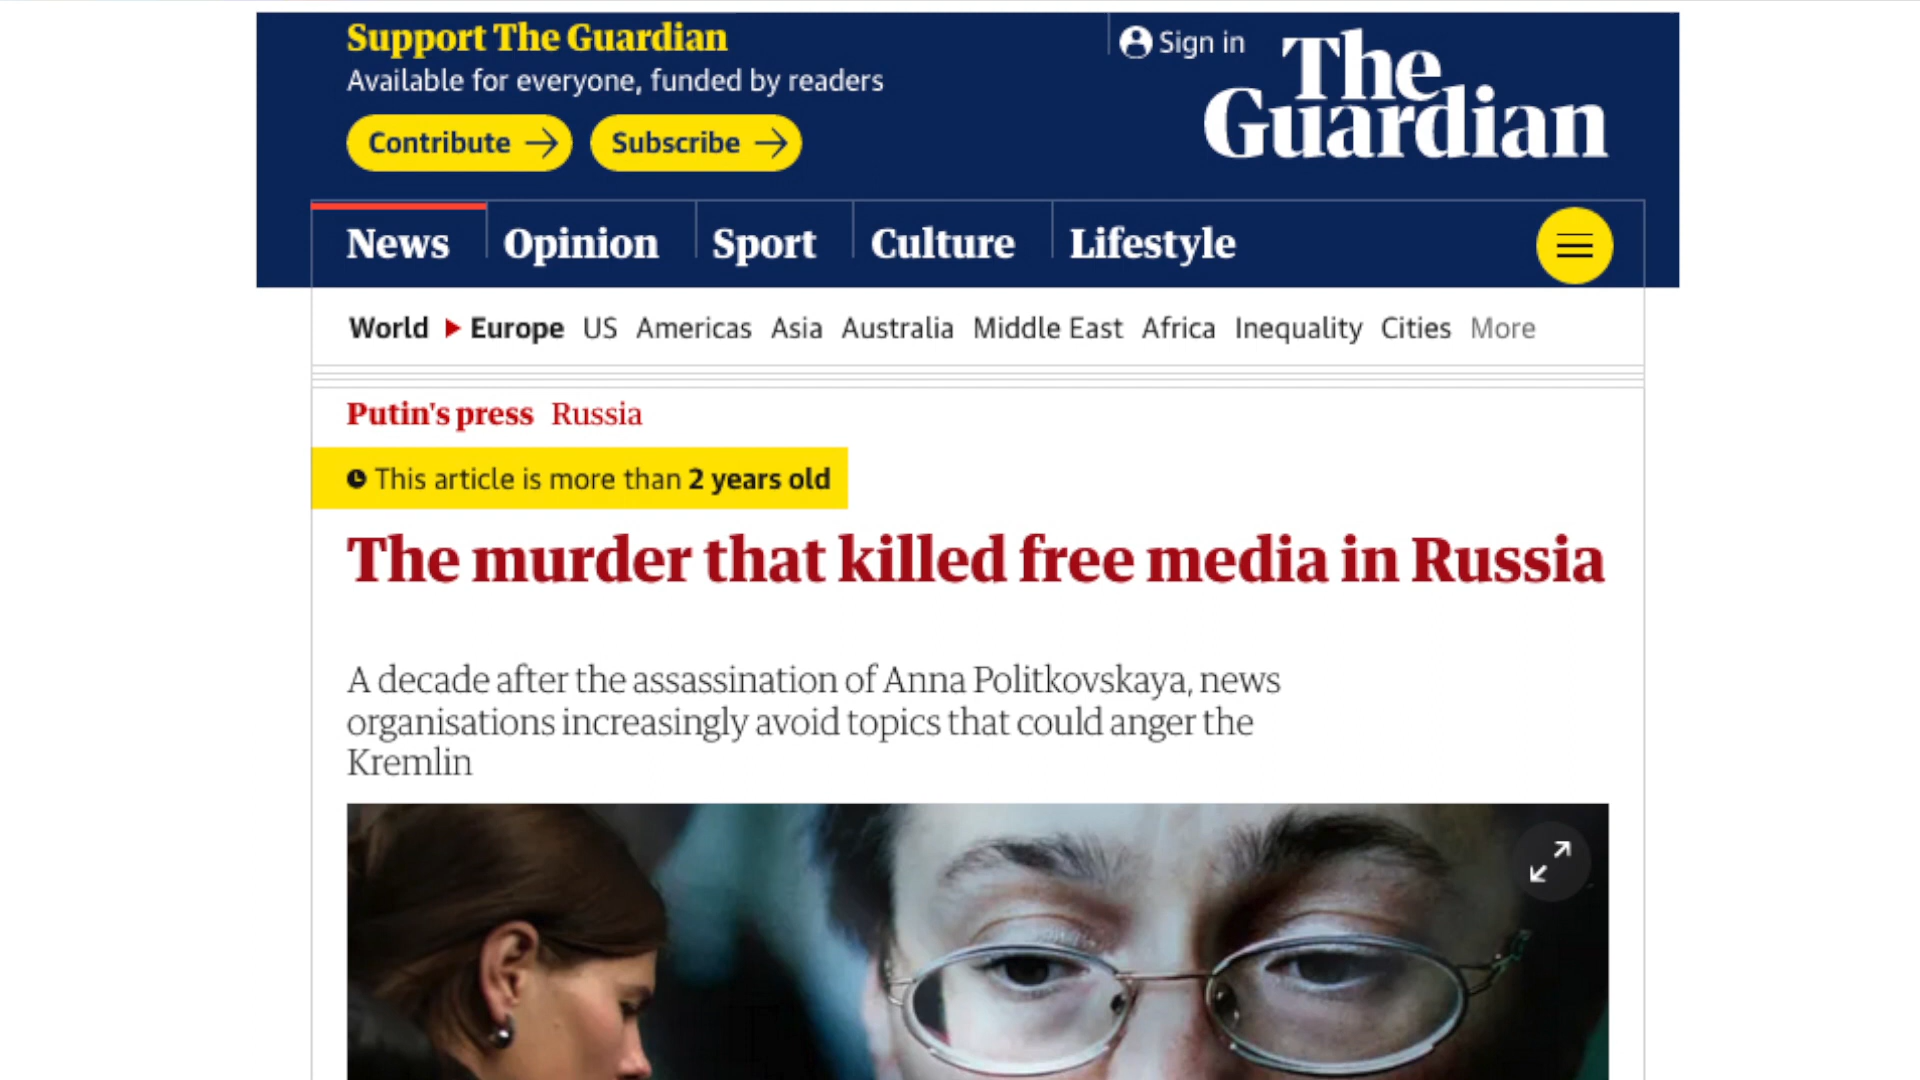 Support The Guardian
Available for everyone, funded by readers
Contribute
Subscribe
Sign in
The
Guardian
News
Opinion
Sport
Culture
Lifestyle
World Europe US Americas Asia Australia Middle East Africa Inequality Cities More
Putin's press Russia
This article is more than 2 years old
The murder that killed free media in Russia
A decade after the assassination of Anna Politkovskaya, news
organisations increasingly avoid topics that could anger the
Kremlin